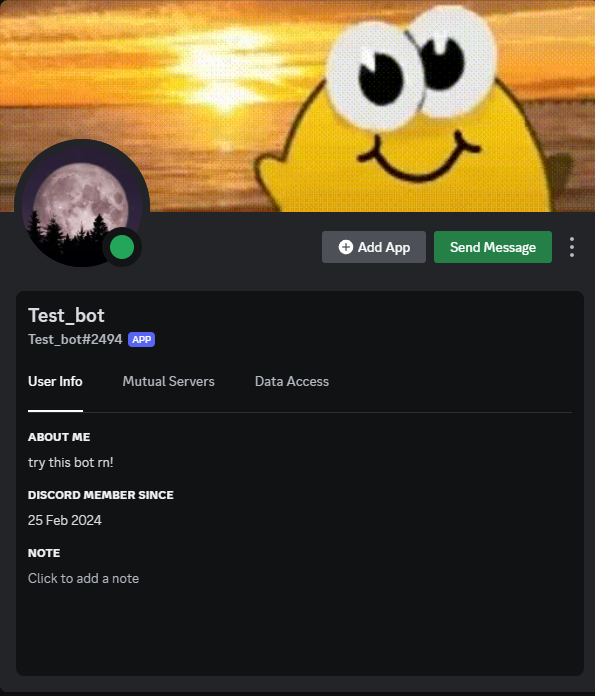 Add App
Send Message
Test_bot
Test_bot#2494 APP
User Info Mutual Servers Data Access
ABOUT ME
try this bot rn!
DISCORD MEMBER SINCE
25 Feb 2024
NOTE
Click to add a note